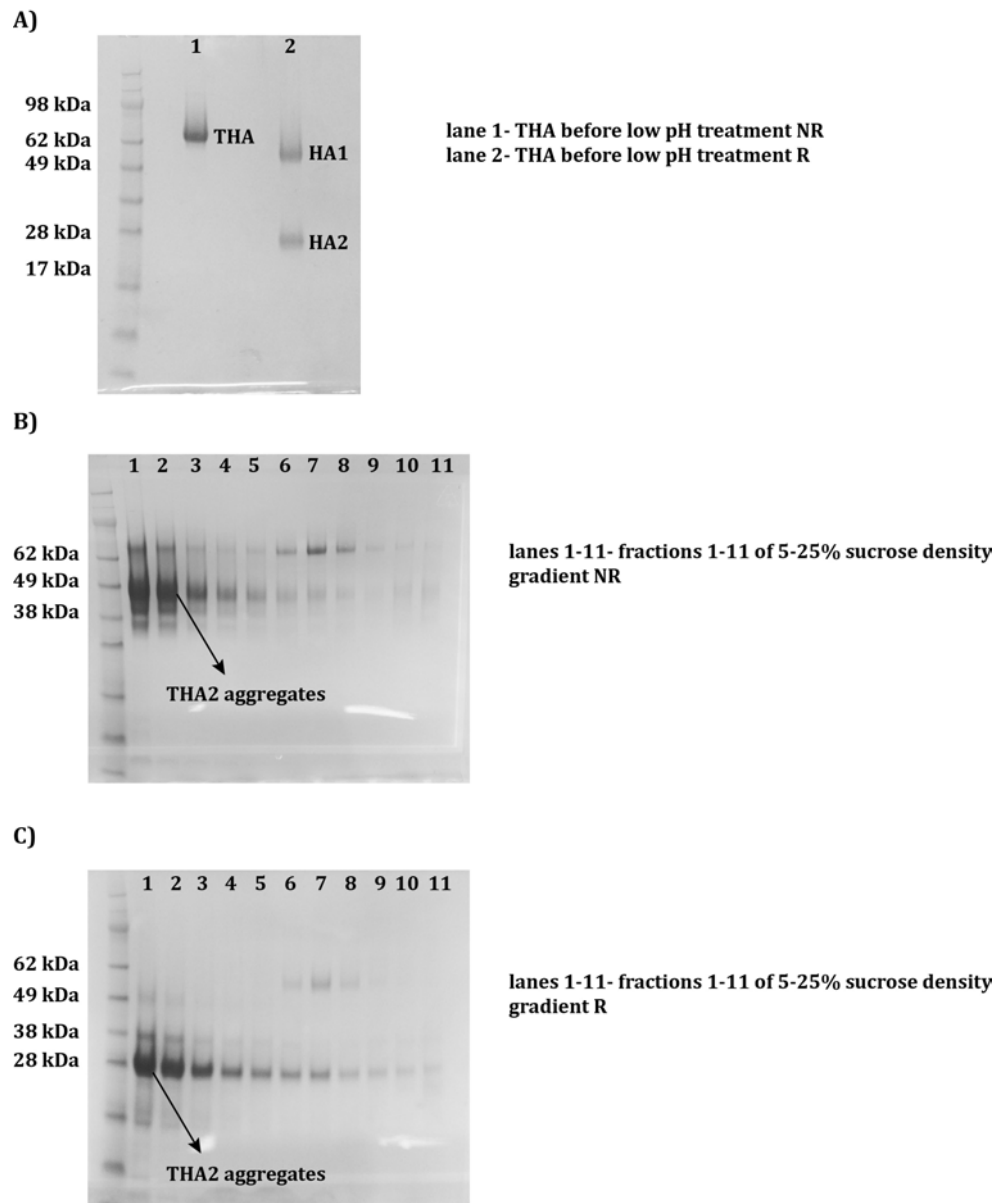 A)
1 2
98 kDa
62 kDa
49 kDa
28 kDa
17 kDa
THA
HA1
HA2
lane 1- THA before low pH treatment NR
lane 2- THA before low pH treatment R
B)
1 2 3 4 5 6 7 8 9 10 11
62 kDa
49 kDa
38 kDa
THA2 aggregates
lanes 1-11- fractions 1-11 of 5-25% sucrose density
gradient NR
C)
1 2 3 4 5 6 7 8 9 10 11
62 kDa
49 kDa
38 kDa
28 kDa
THA2 aggregates
lanes 1-11- fractions 1-11 of 5-25% sucrose density
gradient R